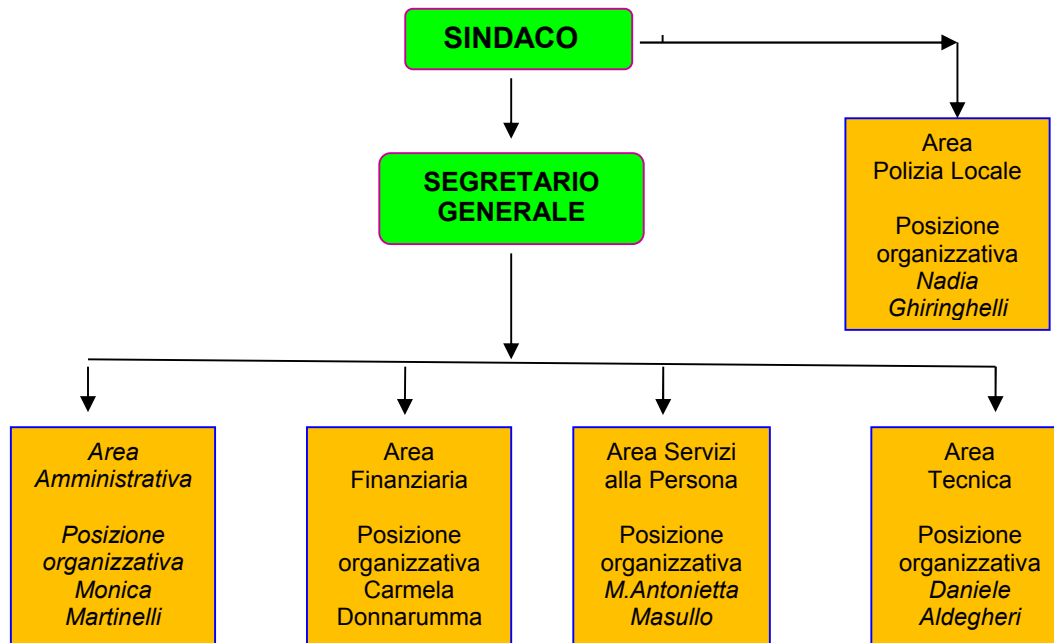 SINDACO
SEGRETARIO
GENERALE
Area
Polizia Locale
Posizione
organizzativa
Nadia
Ghiringhelli
Area
Amministrativa
Posizione
organizzativa
Monica
Martinelli
Area
Finanziaria
Posizione
organizzativa
Carmela
Donnarumma
Area Servizi
alla Persona
Posizione
organizzativa
M.Antonietta
Masullo
Area
Tecnica
Posizione
organizzativa
Daniele
Aldegheri